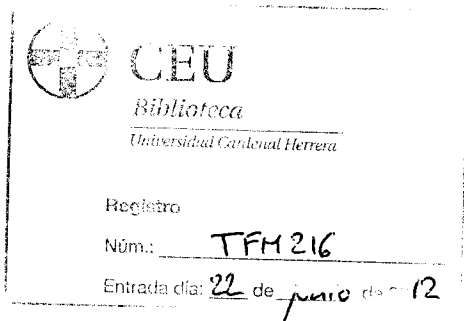 CEU
Biblioteca
Universidad Cardenal Herrera
Registro
Núm.: TFM 216
Entrada día: 22 de junio de 12